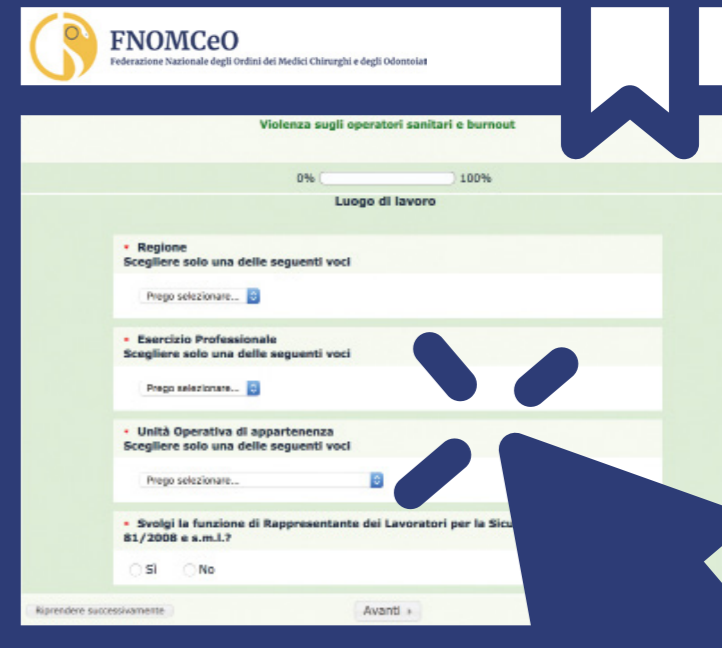 FNOMCeO
Federazione Nazionale degli Ordini dei Medici Chirurghi e degli
Violenza sugli operatori sanitari e burnout
0% 100%
Luogo di lavoro
* Regione
Scegliere solo una delle seguenti voci
Prego selezionare...
* Esercizio Professionale
Scegliere solo una delle seguenti voci
Prego selezionare...
* Unità Operativa di appartenenza
Scegliere solo una delle seguenti voci
Prego selezionare...
* Svolgi la funzione di Rappresentante dei Lavoratori per la
81/2008 e s.m.I.?
Sì No
Riprendere successivamente Avanti »